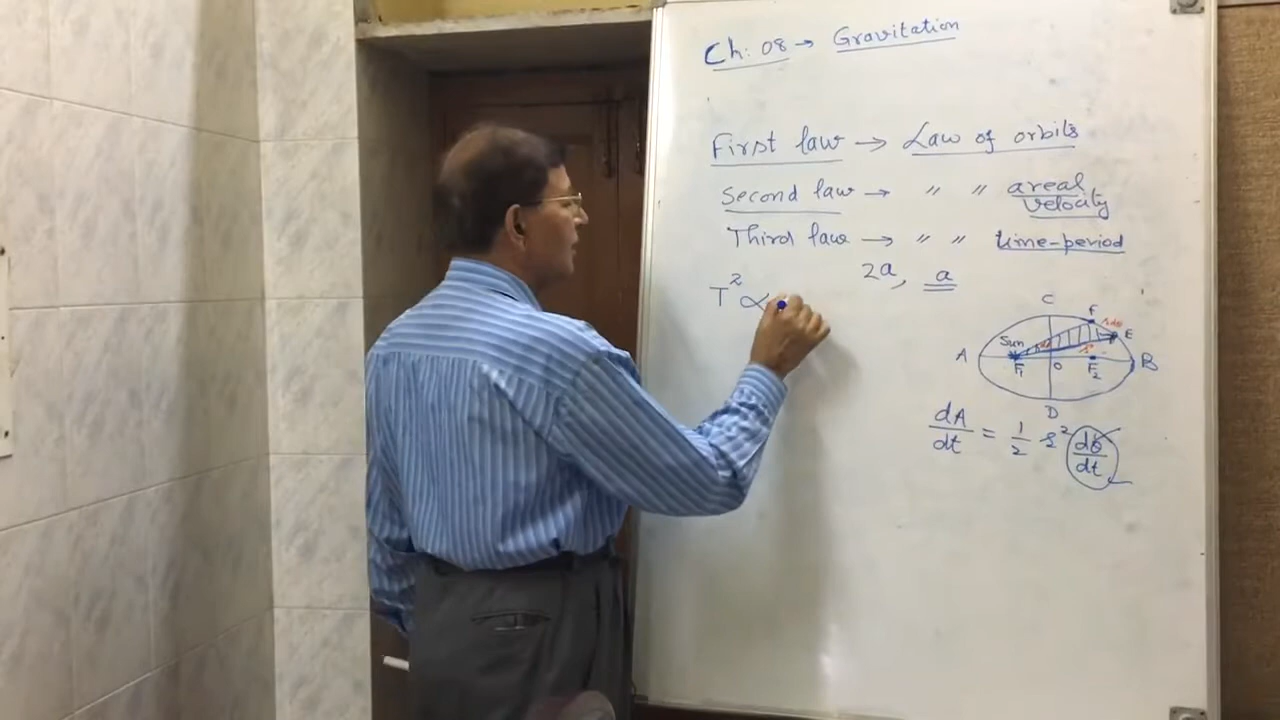 Ch: 08 → Gravitation
First law → Law of orbits
Second law → " " areal velocity
Third law → " " time-period
2a, a
T² ∝
C
F
E
Sun
A
F₁
O
F₂
B
D
dA/dt = 1/2 r² dθ/dt